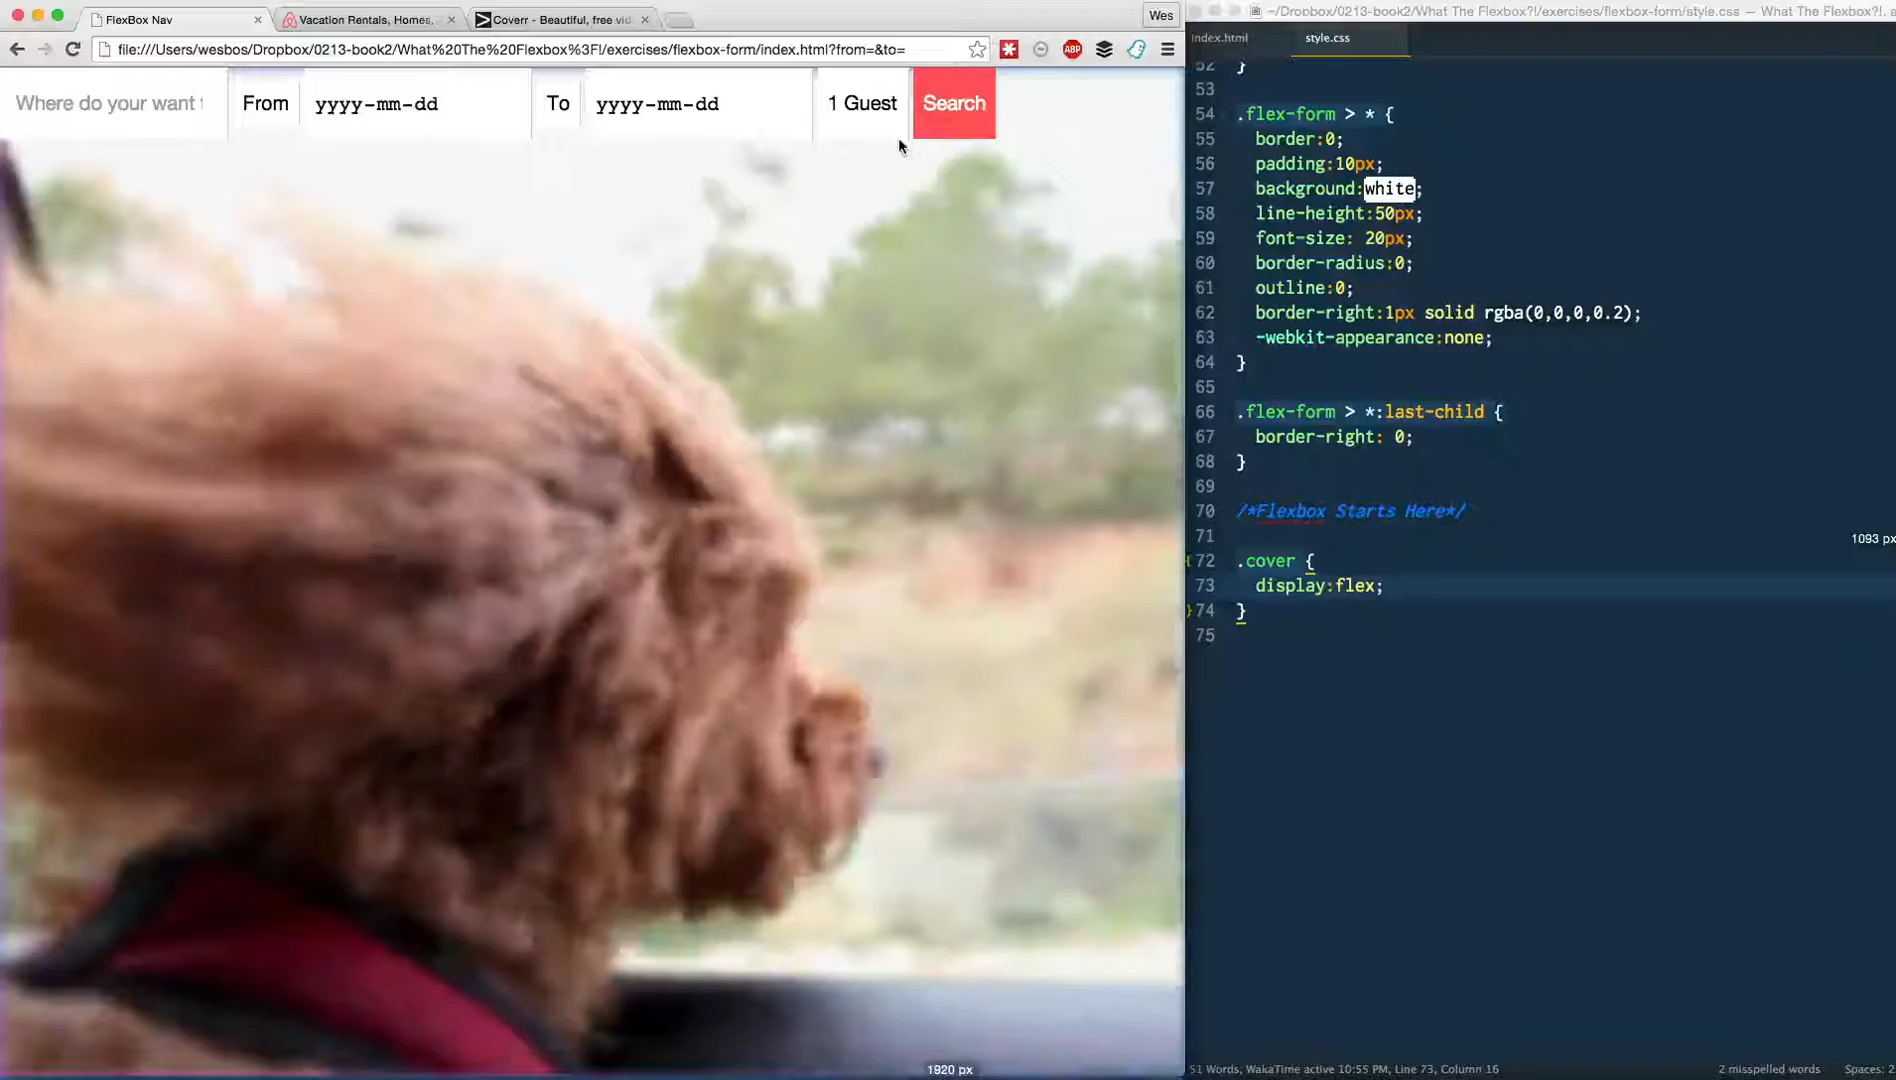 FlexBox Nav
Vacation Rentals, Homes,
Coverr - Beautiful, free vid
Wes
file:///Users/wesbos/Dropbox/0213-book2/What%20The%20Flexbox%3F!/exercises/flexbox-form/index.html?from=&to=
ABP
Where do your want t
From
yyyy-mm-dd
To
yyyy-mm-dd
1 Guest
Search
1920 px
~/Dropbox/0213-book2/What The Flexbox?!/exercises/flexbox-form/style.css — What The Flexbox?!.
index.html
style.css
52 }
53
54 .flex-form > * {
55 border:0;
56 padding:10px;
57 background:white;
58 line-height:50px;
59 font-size: 20px;
60 border-radius:0;
61 outline:0;
62 border-right:1px solid rgba(0,0,0,0.2);
63 -webkit-appearance:none;
64 }
65
66 .flex-form > *:last-child {
67 border-right: 0;
68 }
69
70 /*Flexbox Starts Here*/
71
1093 px
72 .cover {
73 display:flex;
74 }
75
51 Words, WakaTime active 10:55 PM, Line 73, Column 16
2 misspelled words
Spaces: 2